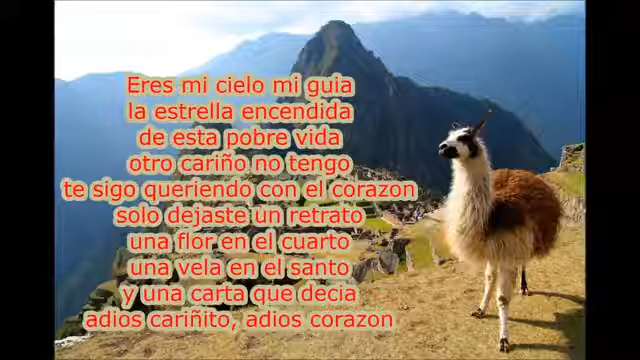 Eres mi cielo mi guia
la estrella encendida
de esta pobre vida
otro cariño no tengo
te sigo queriendo con el corazon
solo dejaste un retrato
una flor en el cuarto
una vela en el santo
y una carta que decia
adios cariñito, adios corazon